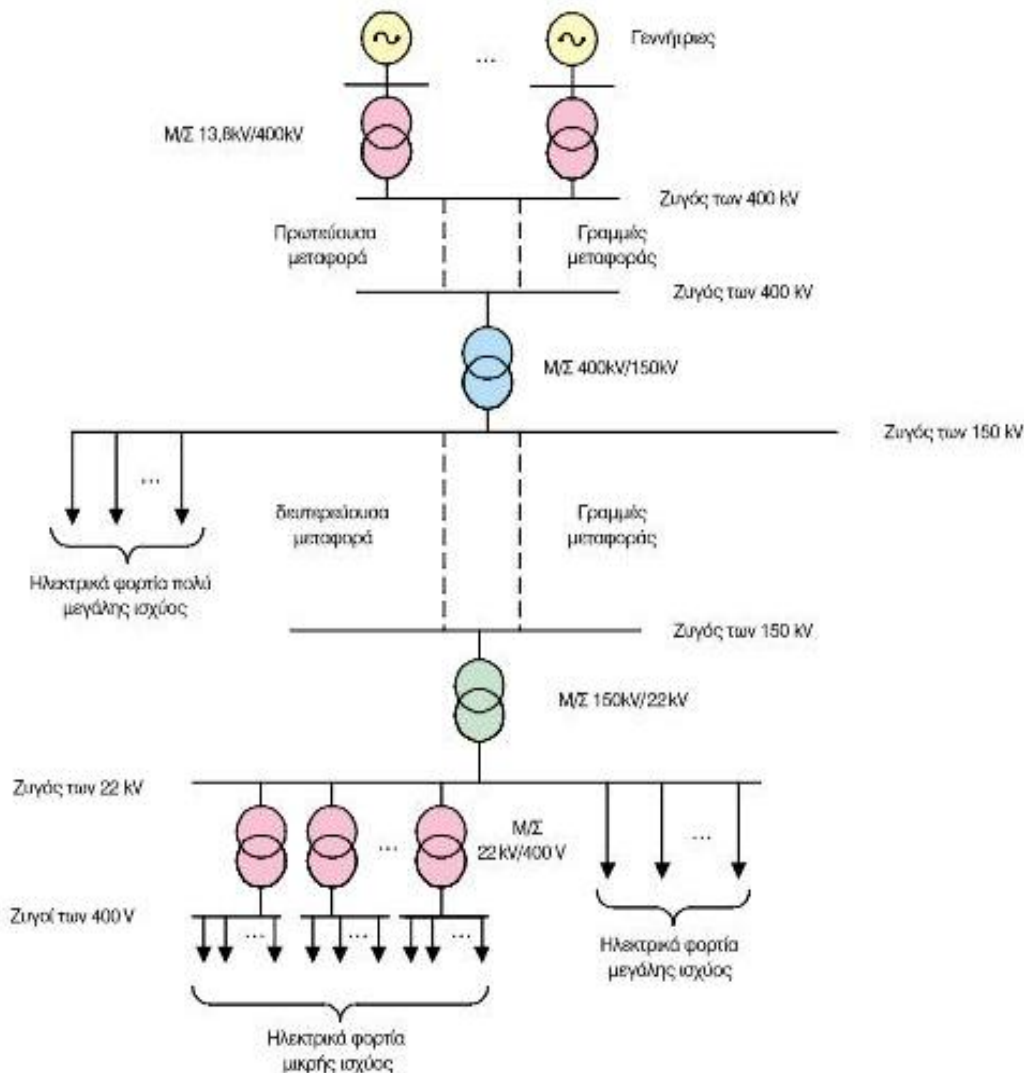 Γεννήτριες
...
Μ/Σ 13,8kV/400kV
Ζυγός των 400 kV
Πρωτεύουσα
μεταφορά
Γραμμές
μεταφοράς
Ζυγός των 400 kV
Μ/Σ 400kV/150kV
Ζυγός των 150 kV
...
δευτερεύουσα
μεταφορά
Γραμμές
μεταφοράς
Ηλεκτρικά φορτία πολύ
μεγάλης ισχύος
Ζυγός των 150 kV
Μ/Σ 150kV/22kV
Ζυγός των 22 kV
Μ/Σ
22kV/400 V
...
...
Ζυγοί των 400 V
...
...
...
Ηλεκτρικά φορτία
μεγάλης ισχύος
Ηλεκτρικά φορτία
μικρής ισχύος